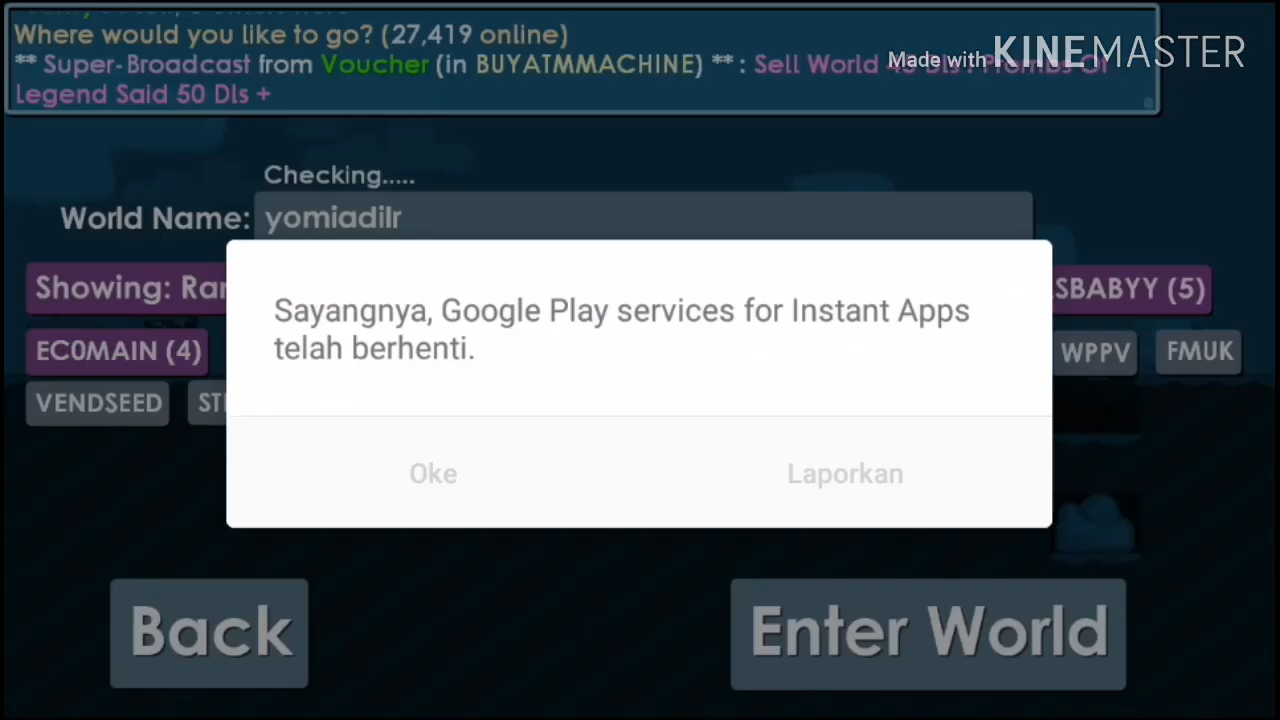 Where would you like to go? (27,419 online)
** Super-Broadcast from Voucher (in BUYATMMACHINE) ** : Sell World
Legend Said 50 Dls +
Made with KINEMASTER
Checking.....
World Name: yomiadilr
Showing:
SBABYY (5)
EC0MAIN (4)
WPPV
FMUK
VENDSEED
Sayangnya, Google Play services for Instant Apps
telah berhenti.
Oke
Laporkan
Back
Enter World